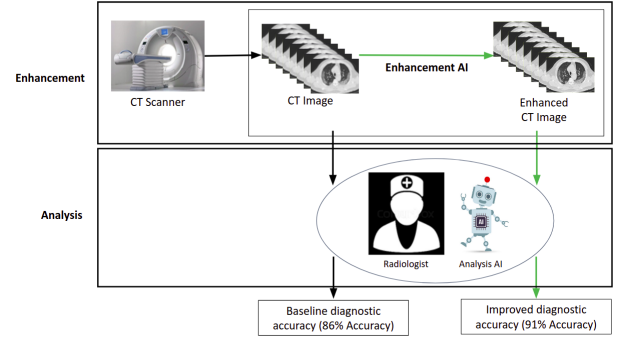 Enhancement
CT Scanner
CT Image
Enhancement AI
Enhanced
CT Image
Analysis
Radiologist
Analysis AI
AI
Baseline diagnostic
accuracy (86% Accuracy)
Improved diagnostic
accuracy (91% Accuracy)